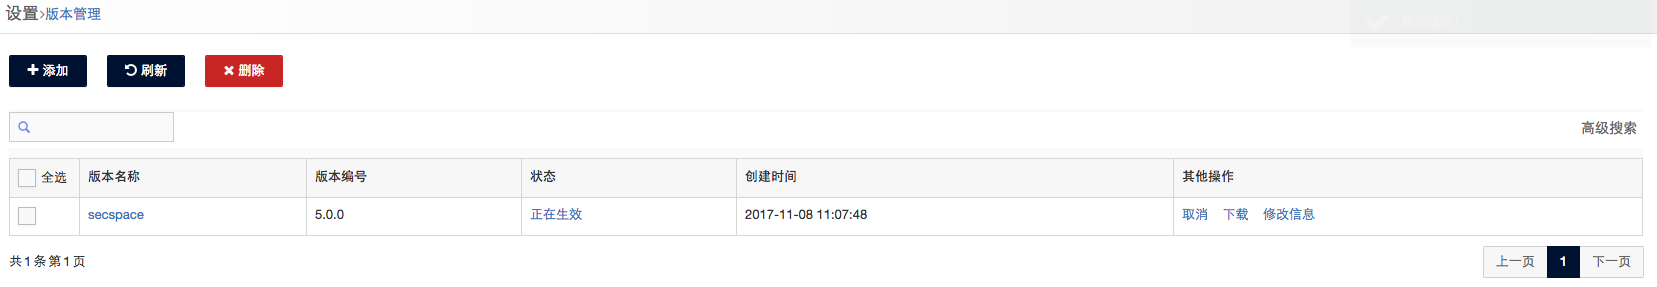 设置>版本管理
添加 刷新 删除
高级搜索
全选 版本名称 版本编号 状态 创建时间 其他操作
secspace 5.0.0 正在生效 2017-11-08 11:07:48 取消 下载 修改信息
共1条第1页 上一页 1 下一页